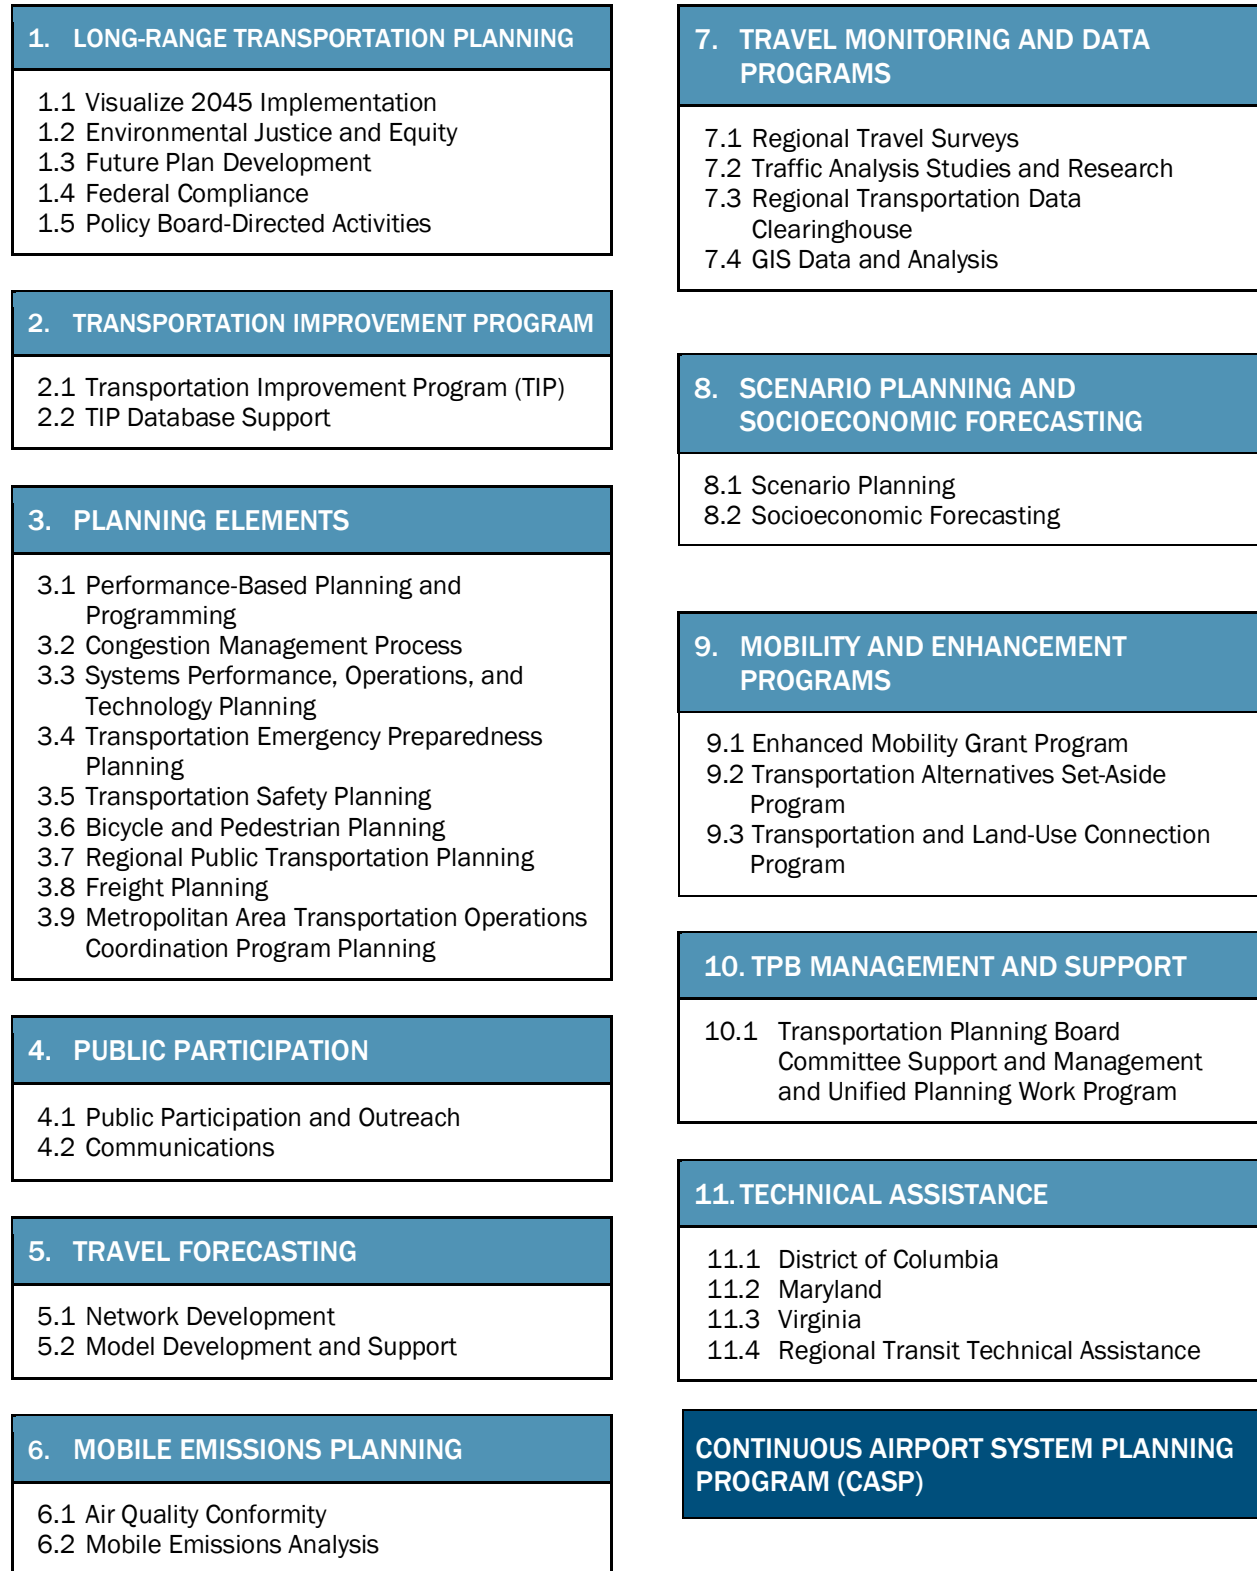 1. LONG-RANGE TRANSPORTATION PLANNING
1.1 Visualize 2045 Implementation
1.2 Environmental Justice and Equity
1.3 Future Plan Development
1.4 Federal Compliance
1.5 Policy Board-Directed Activities
2. TRANSPORTATION IMPROVEMENT PROGRAM
2.1 Transportation Improvement Program (TIP)
2.2 TIP Database Support
3. PLANNING ELEMENTS
3.1 Performance-Based Planning and
Programming
3.2 Congestion Management Process
3.3 Systems Performance, Operations, and
Technology Planning
3.4 Transportation Emergency Preparedness
Planning
3.5 Transportation Safety Planning
3.6 Bicycle and Pedestrian Planning
3.7 Regional Public Transportation Planning
3.8 Freight Planning
3.9 Metropolitan Area Transportation Operations
Coordination Program Planning
4. PUBLIC PARTICIPATION
4.1 Public Participation and Outreach
4.2 Communications
5. TRAVEL FORECASTING
5.1 Network Development
5.2 Model Development and Support
6. MOBILE EMISSIONS PLANNING
6.1 Air Quality Conformity
6.2 Mobile Emissions Analysis
7. TRAVEL MONITORING AND DATA
PROGRAMS
7.1 Regional Travel Surveys
7.2 Traffic Analysis Studies and Research
7.3 Regional Transportation Data
Clearinghouse
7.4 GIS Data and Analysis
8. SCENARIO PLANNING AND
SOCIOECONOMIC FORECASTING
8.1 Scenario Planning
8.2 Socioeconomic Forecasting
9. MOBILITY AND ENHANCEMENT
PROGRAMS
9.1 Enhanced Mobility Grant Program
9.2 Transportation Alternatives Set-Aside
Program
9.3 Transportation and Land-Use Connection
Program
10. TPB MANAGEMENT AND SUPPORT
10.1 Transportation Planning Board
Committee Support and Management
and Unified Planning Work Program
11. TECHNICAL ASSISTANCE
11.1 District of Columbia
11.2 Maryland
11.3 Virginia
11.4 Regional Transit Technical Assistance
CONTINUOUS AIRPORT SYSTEM PLANNING
PROGRAM (CASP)